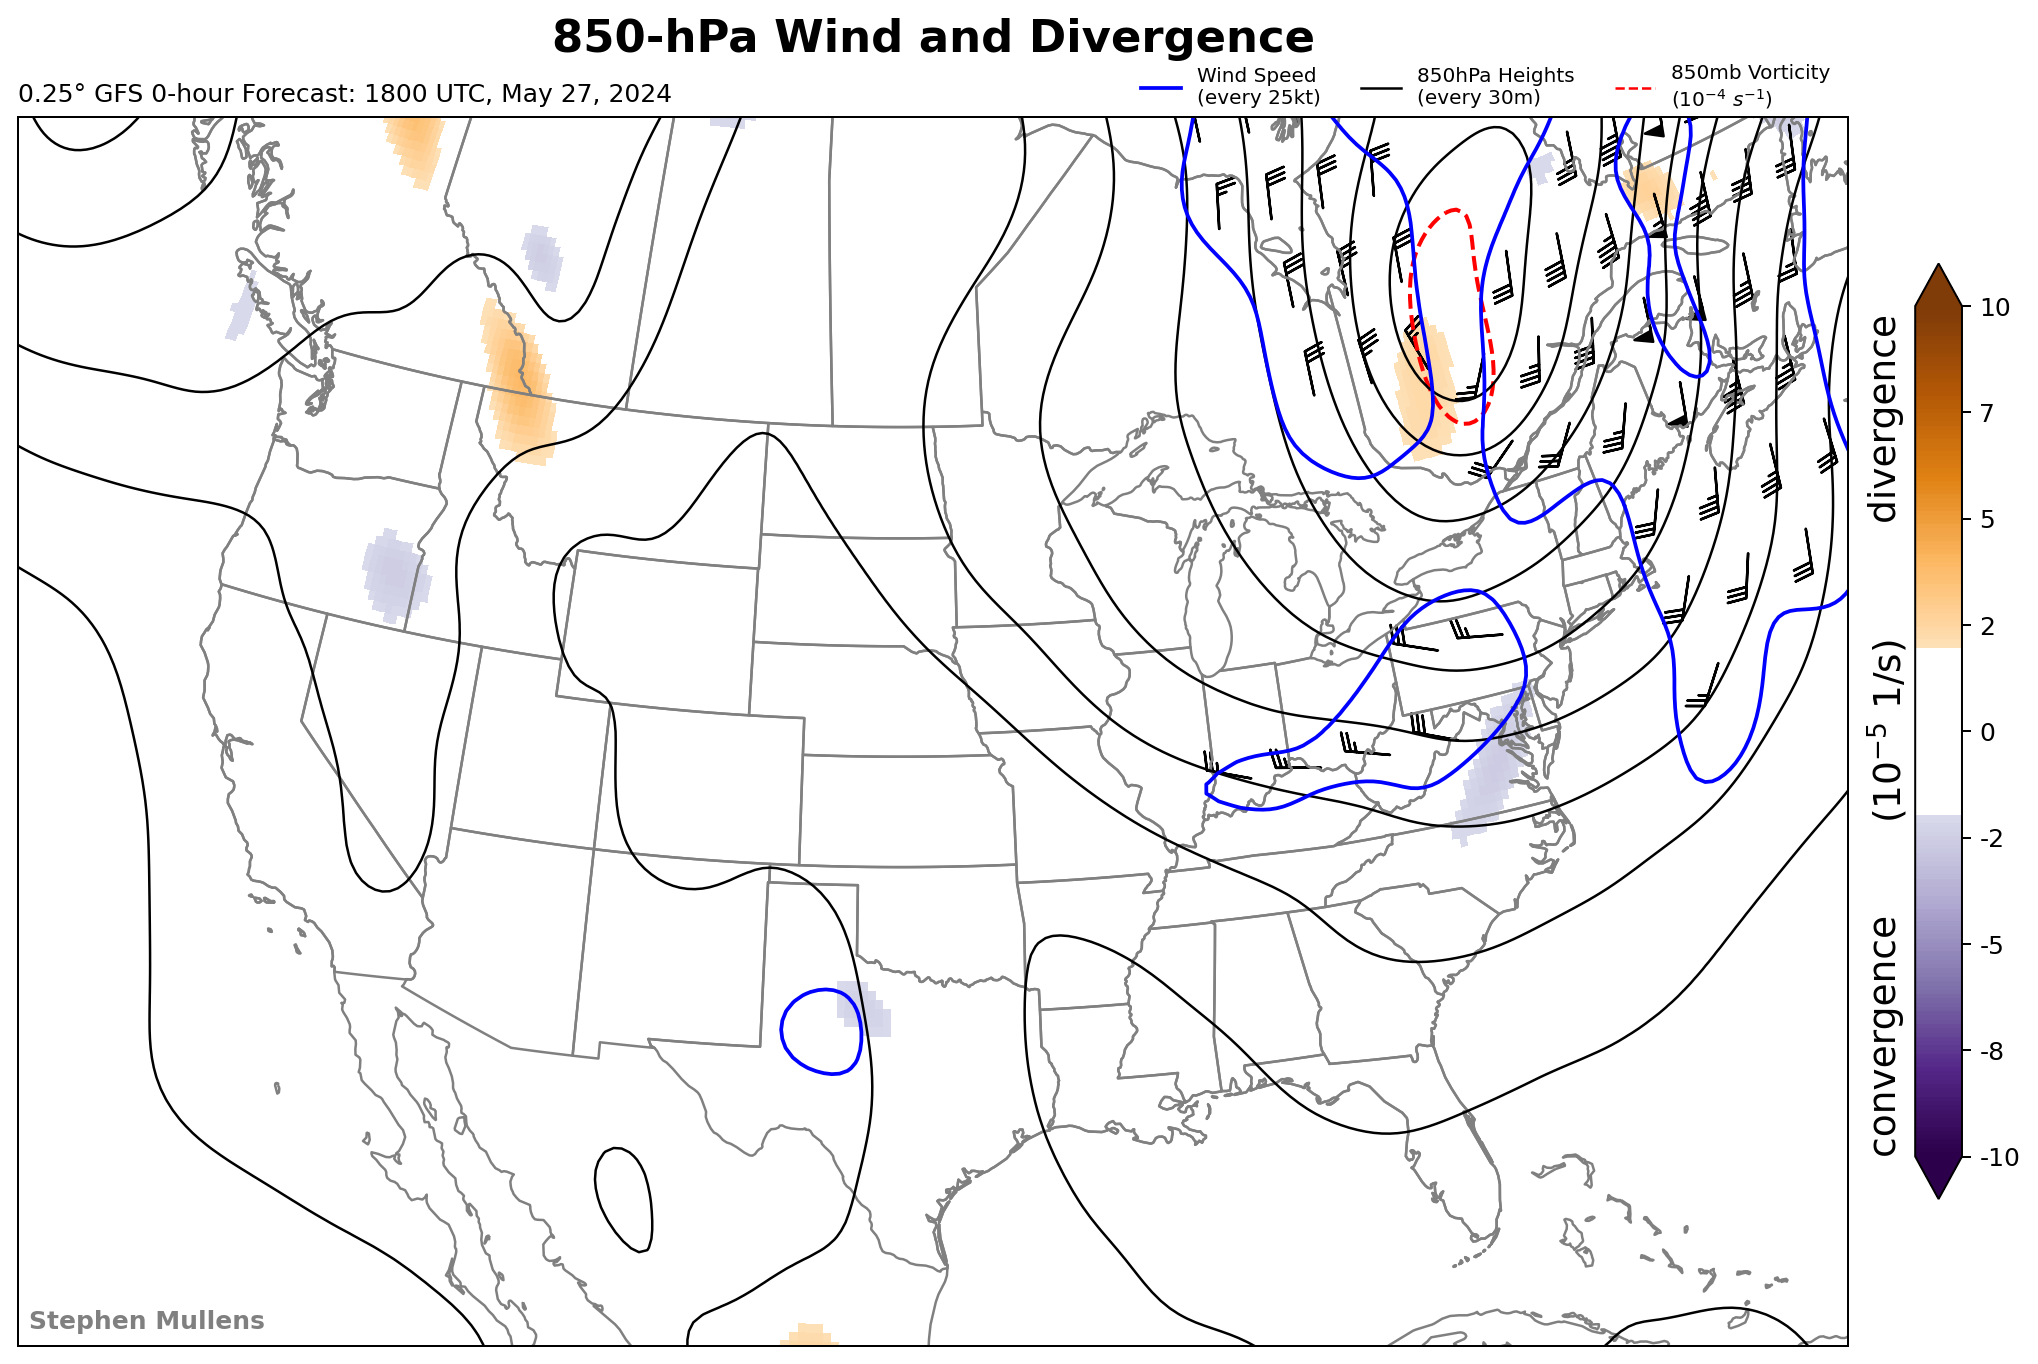 850-hPa Wind and Divergence
0.25° GFS 0-hour Forecast: 1800 UTC, May 27, 2024
Wind Speed
(every 25kt)
850hPa Heights
(every 30m)
850mb Vorticity
(10⁻⁴ s⁻¹)
10
7
5
2
0
-2
-5
-8
-10
convergence (10⁻⁵ 1/s) divergence
Stephen Mullens